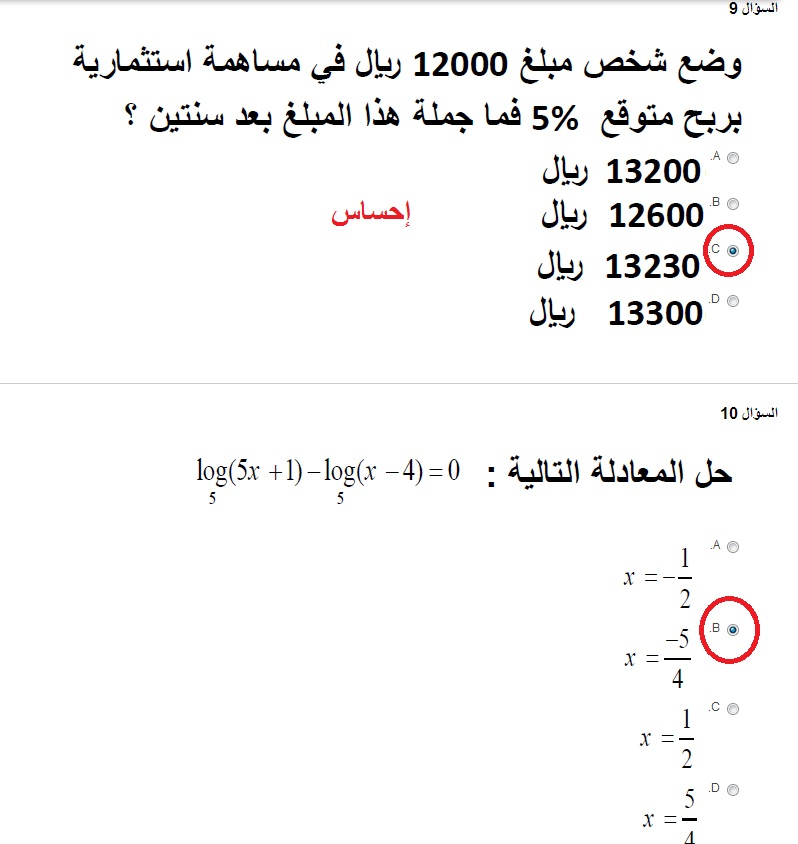 السؤال 9
وضع شخص مبلغ 12000 ريال في مساهمة استثمارية
بربح متوقع 5% فما جملة هذا المبلغ بعد سنتين ؟
A. 13200 ريال
B. 12600 ريال
إحساس
C. 13230 ريال
D. 13300 ريال
السؤال 10
حل المعادلة التالية : log₅(5x +1) − log₅(x − 4) = 0
A. x = −1/2
B. x = −5/4
C. x = 1/2
D. x = 5/4